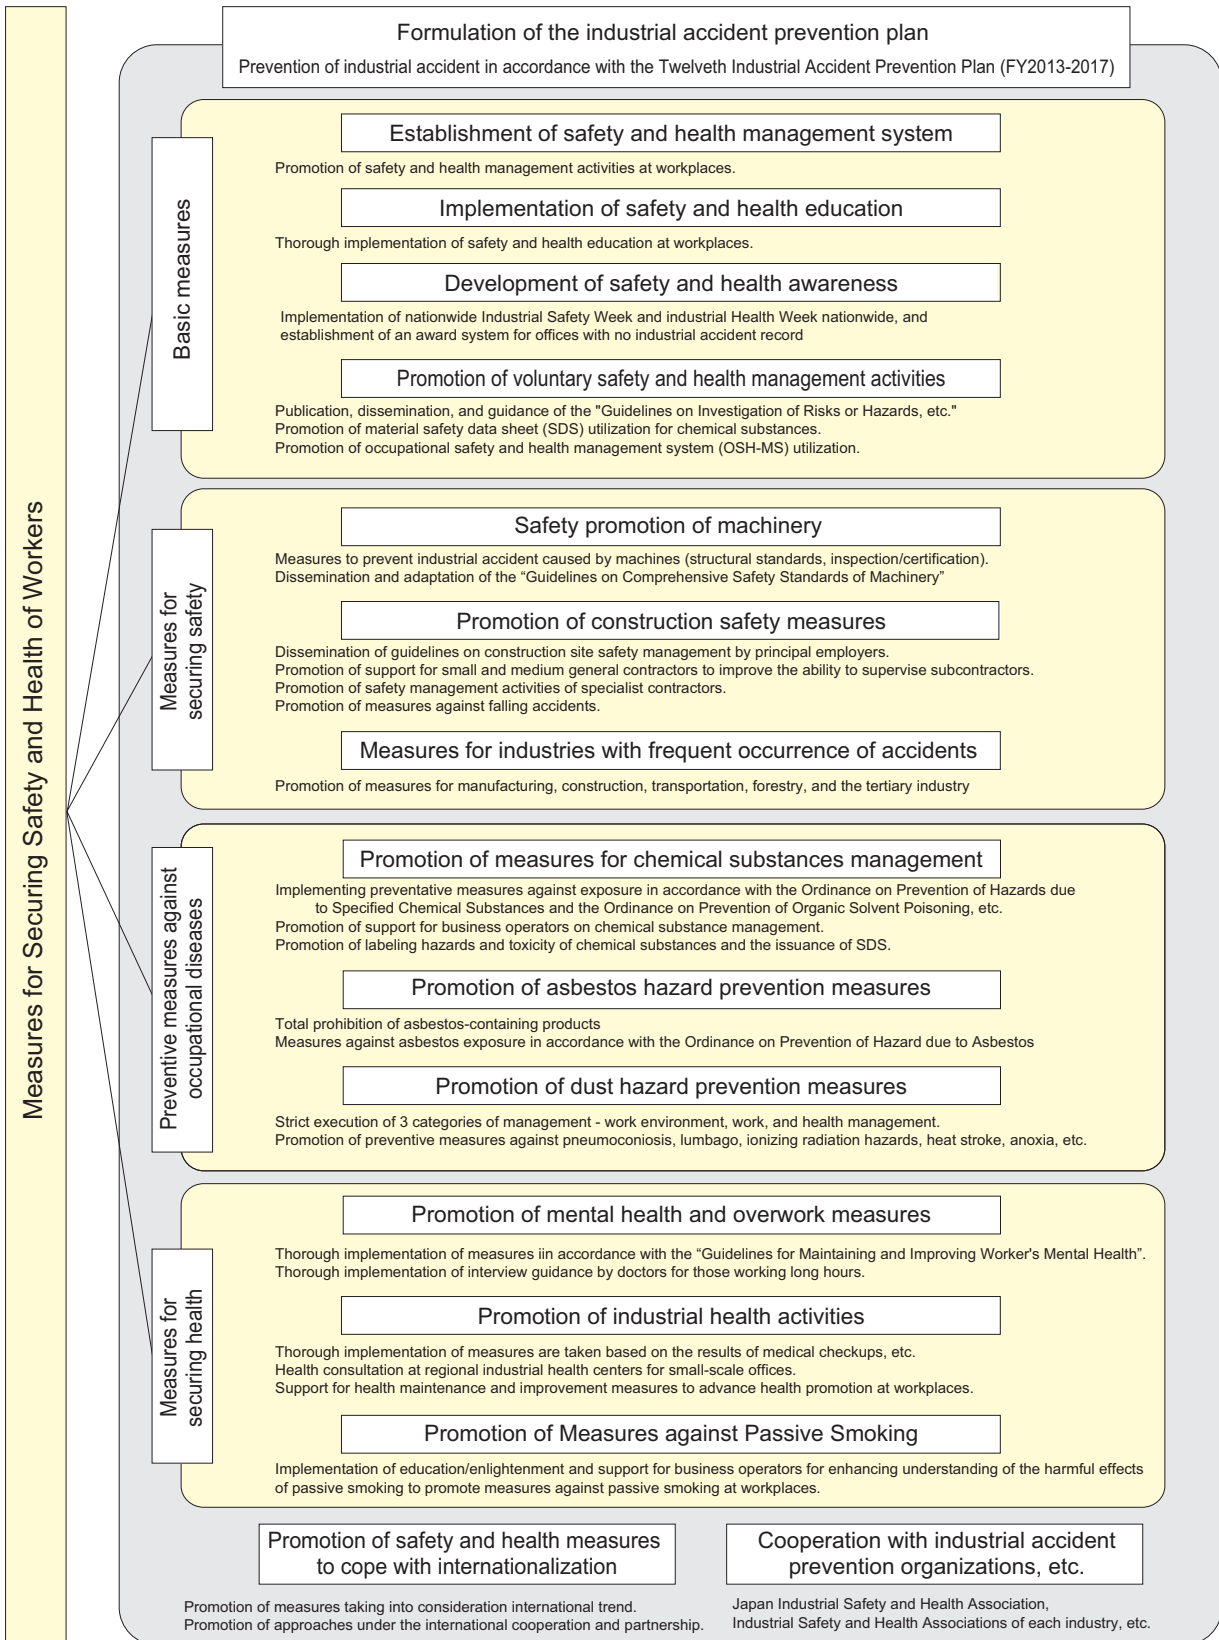 Measures for Securing Safety and Health of Workers
Formulation of the industrial accident prevention plan
Prevention of industrial accident in accordance with the Twelveth Industrial Accident Prevention Plan (FY2013-2017)
Basic measures
Establishment of safety and health management system
Promotion of safety and health management activities at workplaces.
Implementation of safety and health education
Thorough implementation of safety and health education at workplaces.
Development of safety and health awareness
Implementation of nationwide Industrial Safety Week and industrial Health Week nationwide, and
establishment of an award system for offices with no industrial accident record
Promotion of voluntary safety and health management activities
Publication, dissemination, and guidance of the "Guidelines on Investigation of Risks or Hazards, etc."
Promotion of material safety data sheet (SDS) utilization for chemical substances.
Promotion of occupational safety and health management system (OSH-MS) utilization.
Measures for
securing safety
Safety promotion of machinery
Measures to prevent industrial accident caused by machines (structural standards, inspection/certification).
Dissemination and adaptation of the “Guidelines on Comprehensive Safety Standards of Machinery”
Promotion of construction safety measures
Dissemination of guidelines on construction site safety management by principal employers.
Promotion of support for small and medium general contractors to improve the ability to supervise subcontractors.
Promotion of safety management activities of specialist contractors.
Promotion of measures against falling accidents.
Measures for industries with frequent occurrence of accidents
Promotion of measures for manufacturing, construction, transportation, forestry, and the tertiary industry
Preventive measures against
occupational diseases
Promotion of measures for chemical substances management
Implementing preventative measures against exposure in accordance with the Ordinance on Prevention of Hazards due
to Specified Chemical Substances and the Ordinance on Prevention of Organic Solvent Poisoning, etc.
Promotion of support for business operators on chemical substance management.
Promotion of labeling hazards and toxicity of chemical substances and the issuance of SDS.
Promotion of asbestos hazard prevention measures
Total prohibition of asbestos-containing products
Measures against asbestos exposure in accordance with the Ordinance on Prevention of Hazard due to Asbestos
Promotion of dust hazard prevention measures
Strict execution of 3 categories of management - work environment, work, and health management.
Promotion of preventive measures against pneumoconiosis, lumbago, ionizing radiation hazards, heat stroke, anoxia, etc.
Measures for
securing health
Promotion of mental health and overwork measures
Thorough implementation of measures iin accordance with the “Guidelines for Maintaining and Improving Worker's Mental Health”.
Thorough implementation of interview guidance by doctors for those working long hours.
Promotion of industrial health activities
Thorough implementation of measures are taken based on the results of medical checkups, etc.
Health consultation at regional industrial health centers for small-scale offices.
Support for health maintenance and improvement measures to advance health promotion at workplaces.
Promotion of Measures against Passive Smoking
Implementation of education/enlightenment and support for business operators for enhancing understanding of the harmful effects
of passive smoking to promote measures against passive smoking at workplaces.
Promotion of safety and health measures
to cope with internationalization
Promotion of measures taking into consideration international trend.
Promotion of approaches under the international cooperation and partnership.
Cooperation with industrial accident
prevention organizations, etc.
Japan Industrial Safety and Health Association,
Industrial Safety and Health Associations of each industry, etc.